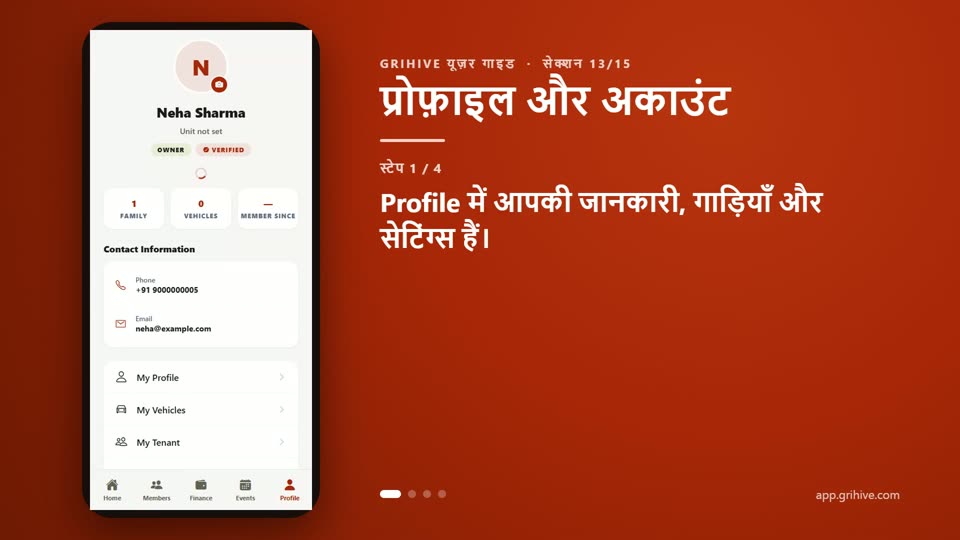 N
Neha Sharma
Unit not set
OWNER
VERIFIED
1
FAMILY
0
VEHICLES
—
MEMBER SINCE
Contact Information
Phone
+91 9000000005
Email
neha@example.com
My Profile
My Vehicles
My Tenant
Home
Members
Finance
Events
Profile
GRIHIVE यूज़र गाइड · सेक्शन 13/15
प्रोफ़ाइल और अकाउंट
स्टेप 1 / 4
Profile में आपकी जानकारी, गाड़ियाँ और
सेटिंग्स हैं।
app.grihive.com